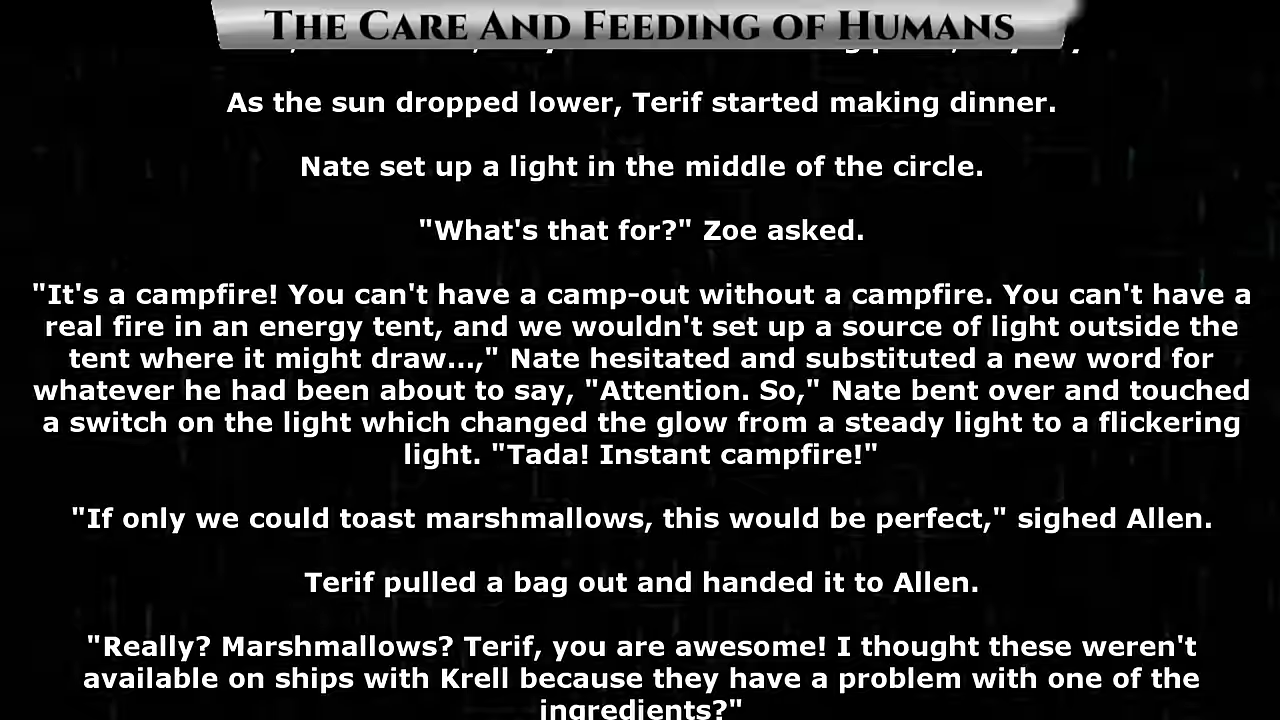 The Care And Feeding of Humans
As the sun dropped lower, Terif started making dinner.
Nate set up a light in the middle of the circle.
"What's that for?" Zoe asked.
"It's a campfire! You can't have a camp-out without a campfire. You can't have a
real fire in an energy tent, and we wouldn't set up a source of light outside the
tent where it might draw...," Nate hesitated and substituted a new word for
whatever he had been about to say, "Attention. So," Nate bent over and touched
a switch on the light which changed the glow from a steady light to a flickering
light. "Tada! Instant campfire!"
"If only we could toast marshmallows, this would be perfect," sighed Allen.
Terif pulled a bag out and handed it to Allen.
"Really? Marshmallows? Terif, you are awesome! I thought these weren't
available on ships with Krell because they have a problem with one of the
ingredients?"